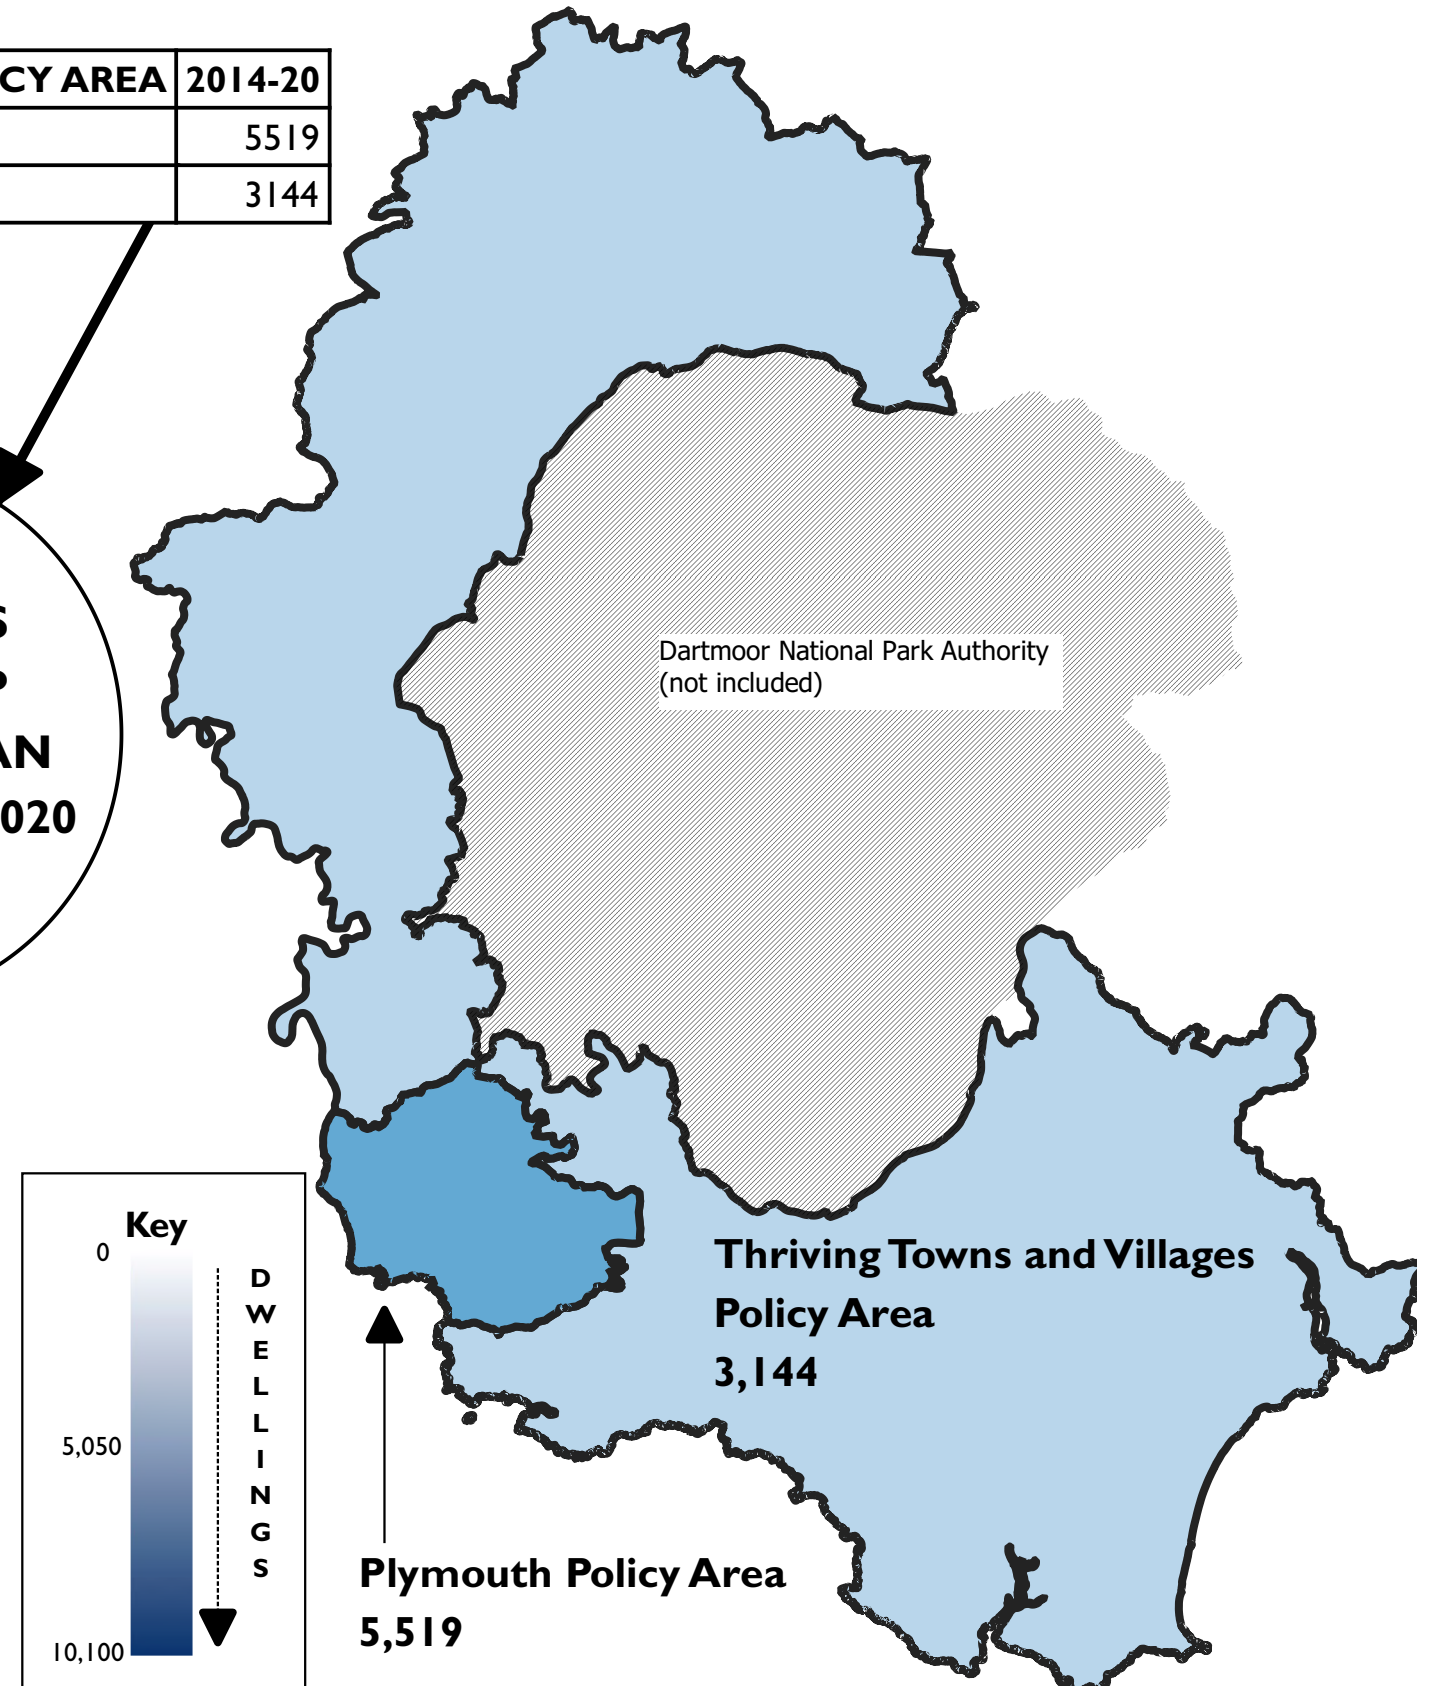 CY AREA 2014-20
5519
3144
S
AN
020
Dartmoor National Park Authority
(not included)
Thriving Towns and Villages
Policy Area
3,144
Key
0
5,050
10,100
D
W
E
L
L
I
N
G
S
Plymouth Policy Area
5,519